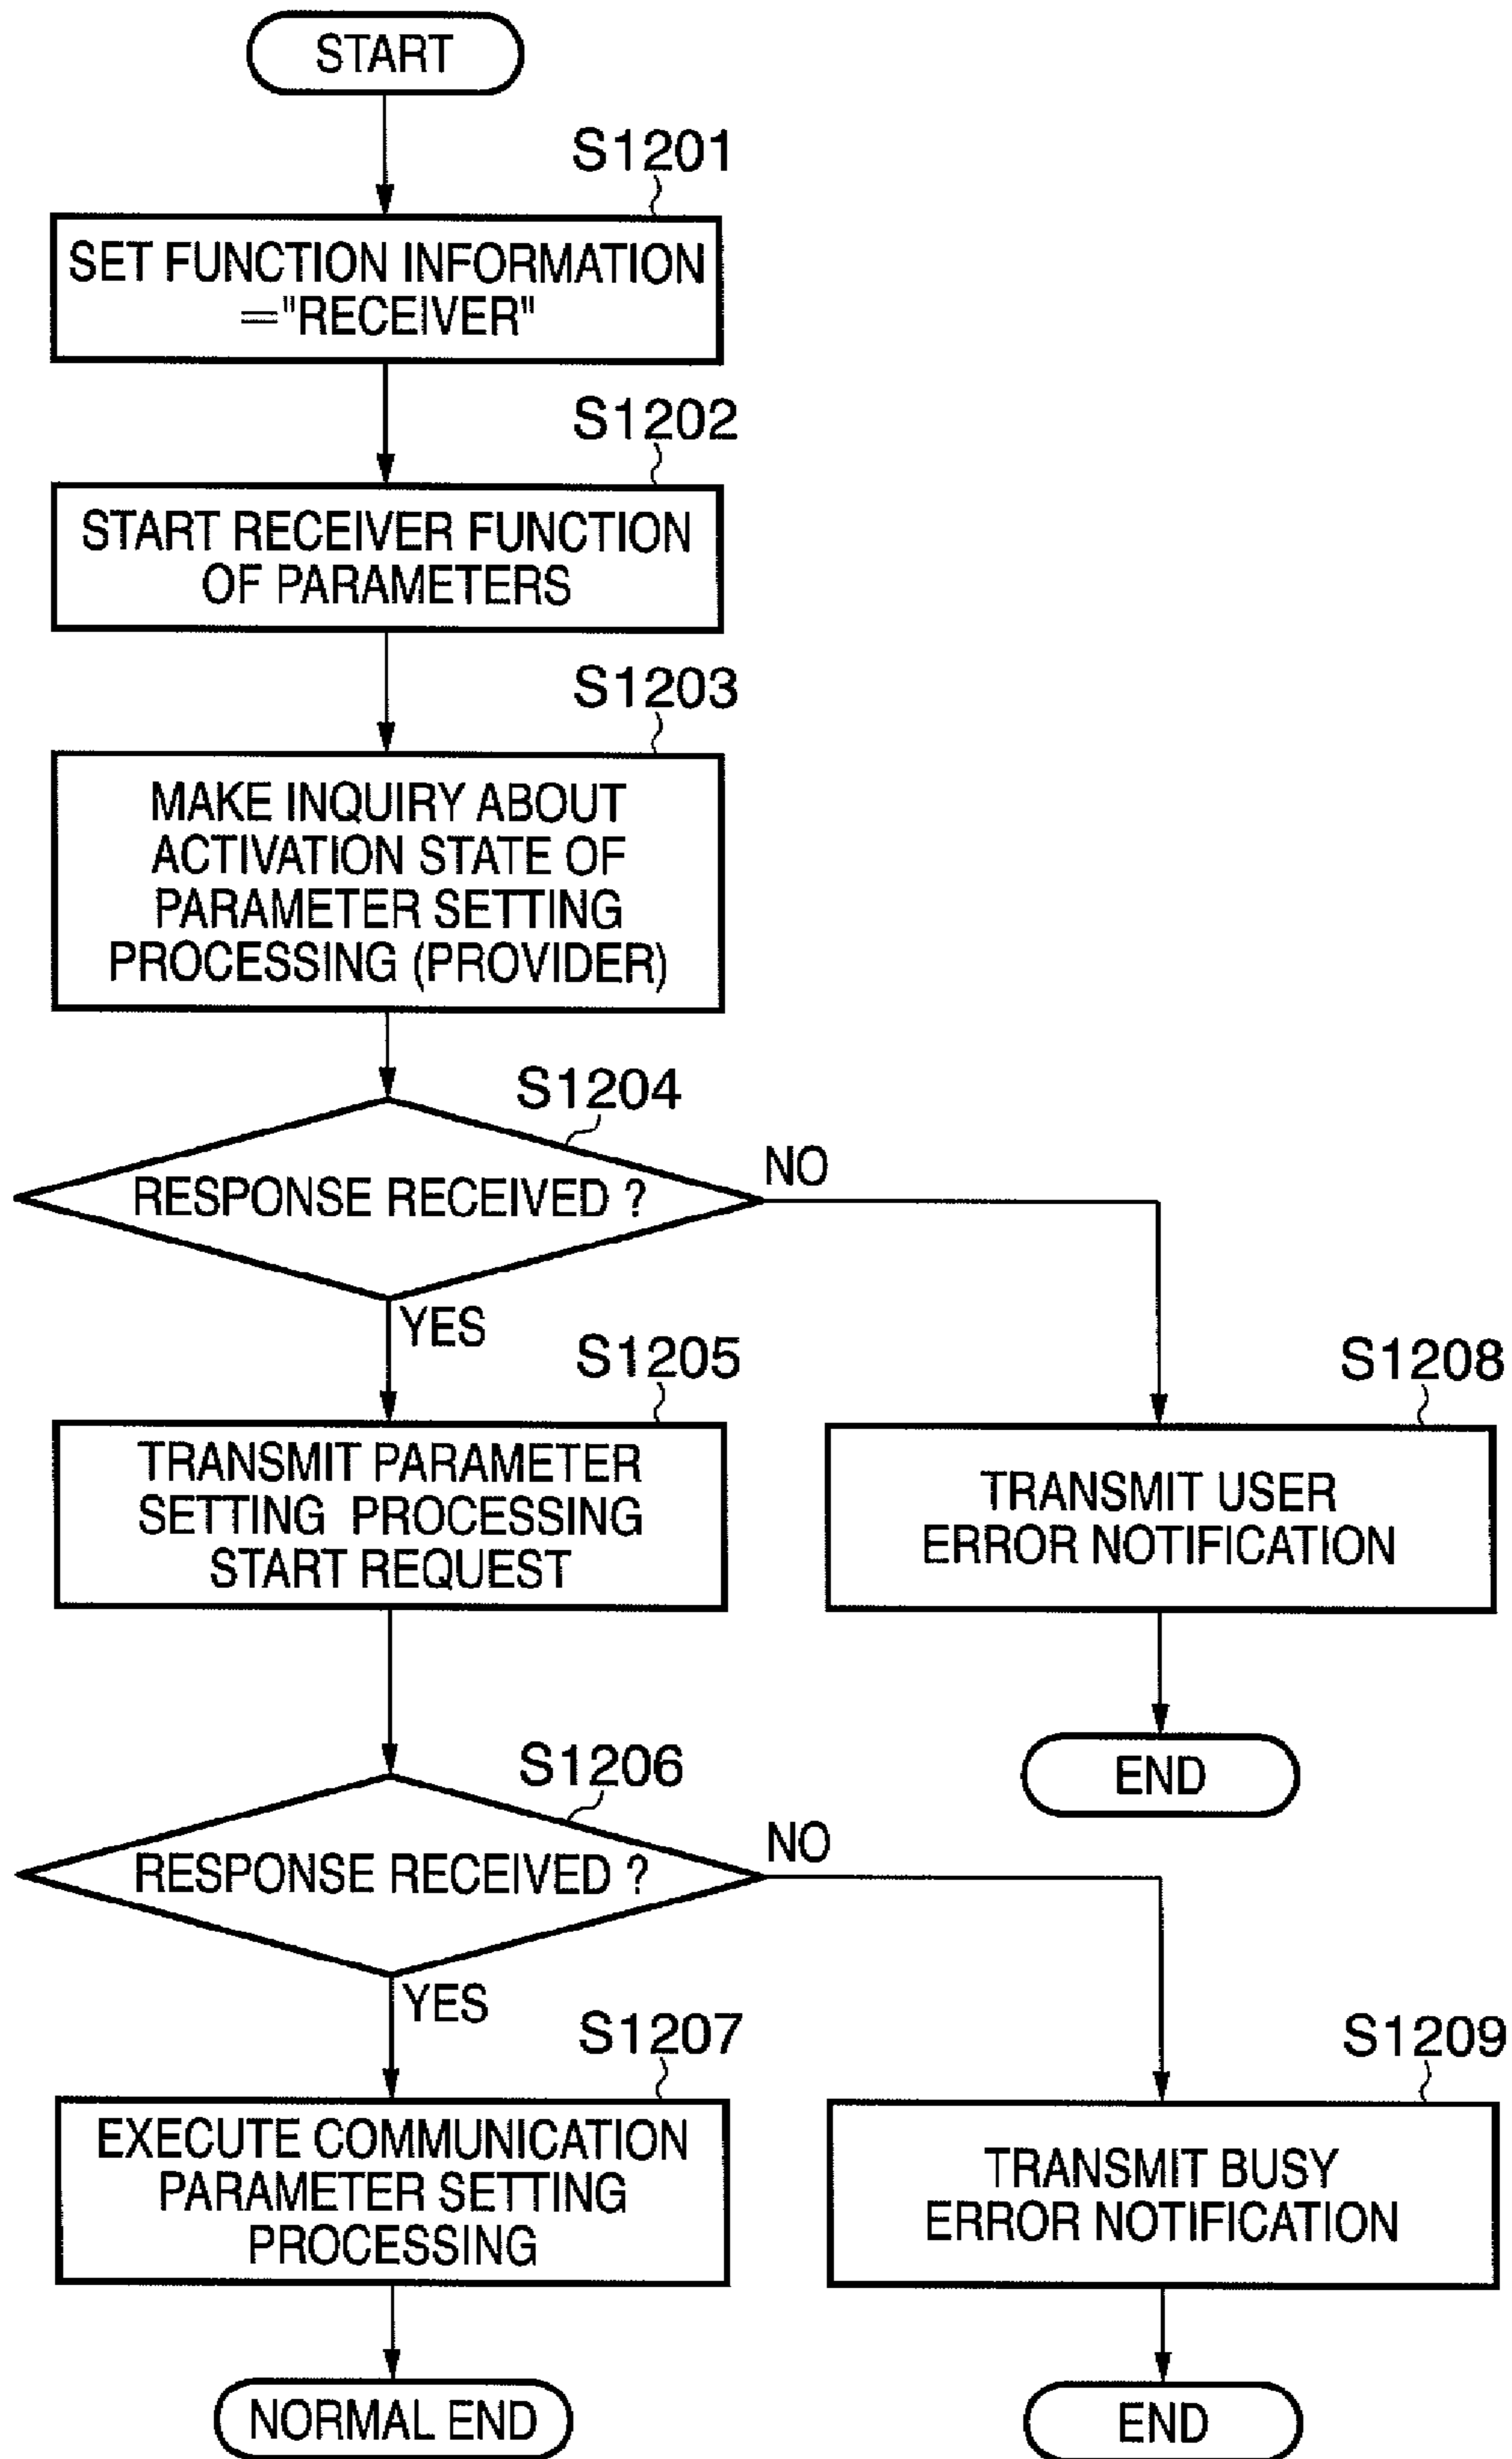 START
S1201
SET FUNCTION INFORMATION
="RECEIVER"
S1202
START RECEIVER FUNCTION
OF PARAMETERS
S1203
MAKE INQUIRY ABOUT
ACTIVATION STATE OF
PARAMETER SETTING
PROCESSING (PROVIDER)
S1204
RESPONSE RECEIVED ?
NO
YES
S1205
TRANSMIT PARAMETER
SETTING PROCESSING
START REQUEST
S1208
TRANSMIT USER
ERROR NOTIFICATION
END
S1206
RESPONSE RECEIVED ?
NO
YES
S1207
EXECUTE COMMUNICATION
PARAMETER SETTING
PROCESSING
NORMAL END
S1209
TRANSMIT BUSY
ERROR NOTIFICATION
END